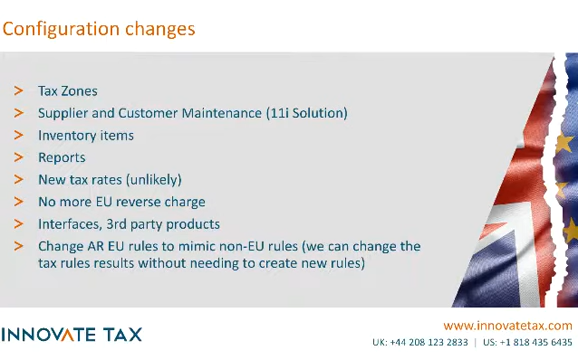 Configuration changes
> Tax Zones
> Supplier and Customer Maintenance (11i Solution)
> Inventory items
> Reports
> New tax rates (unlikely)
> No more EU reverse charge
> Interfaces, 3rd party products
> Change AR EU rules to mimic non-EU rules (we can change the
tax rules results without needing to create new rules)
INNOVATE TAX
www.innovatetax.com
UK: +44 208 123 2833 | US: +1 818 435 6435